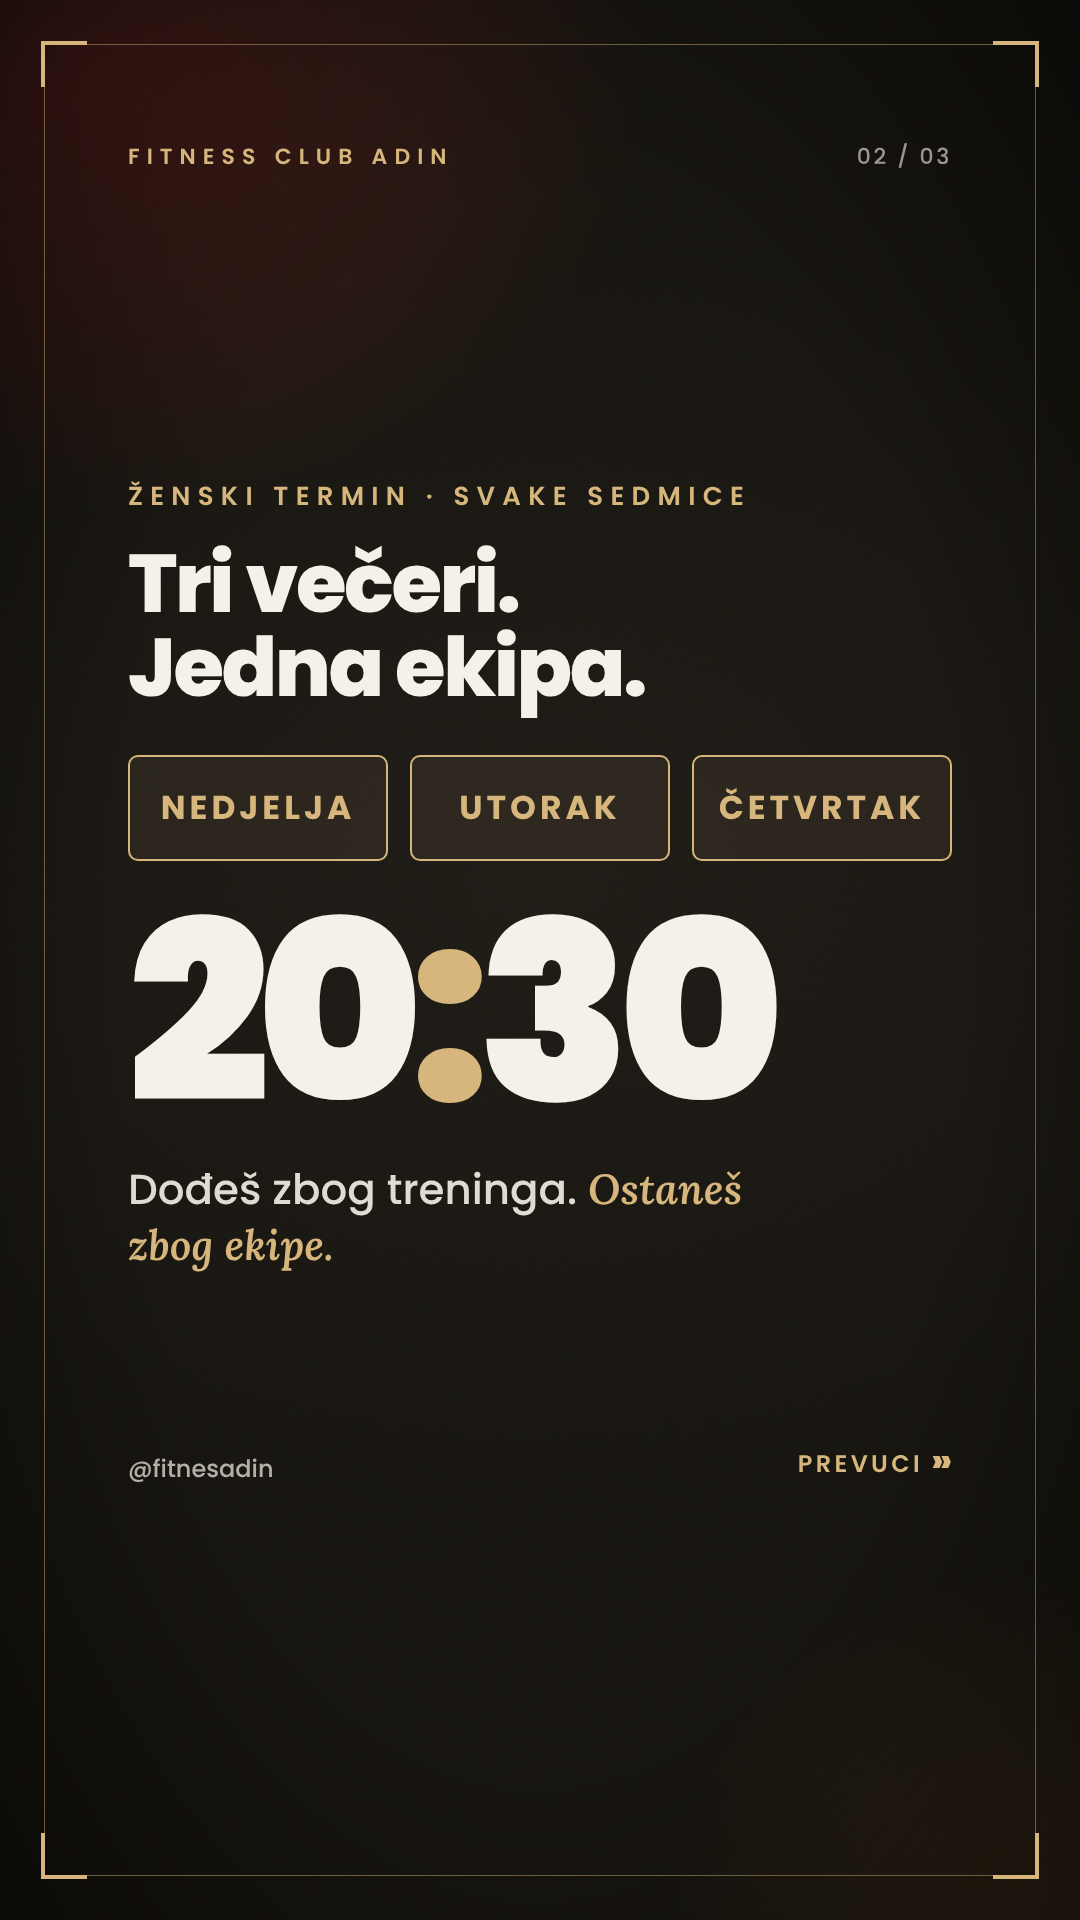 FITNESS CLUB ADIN
02 / 03
ŽENSKI TERMIN · SVAKE SEDMICE
Tri večeri.
Jedna ekipa.
NEDJELJA
UTORAK
ČETVRTAK
20:30
Dođeš zbog treninga. Ostaneš
zbog ekipe.
@fitnesadin
PREVUCI »